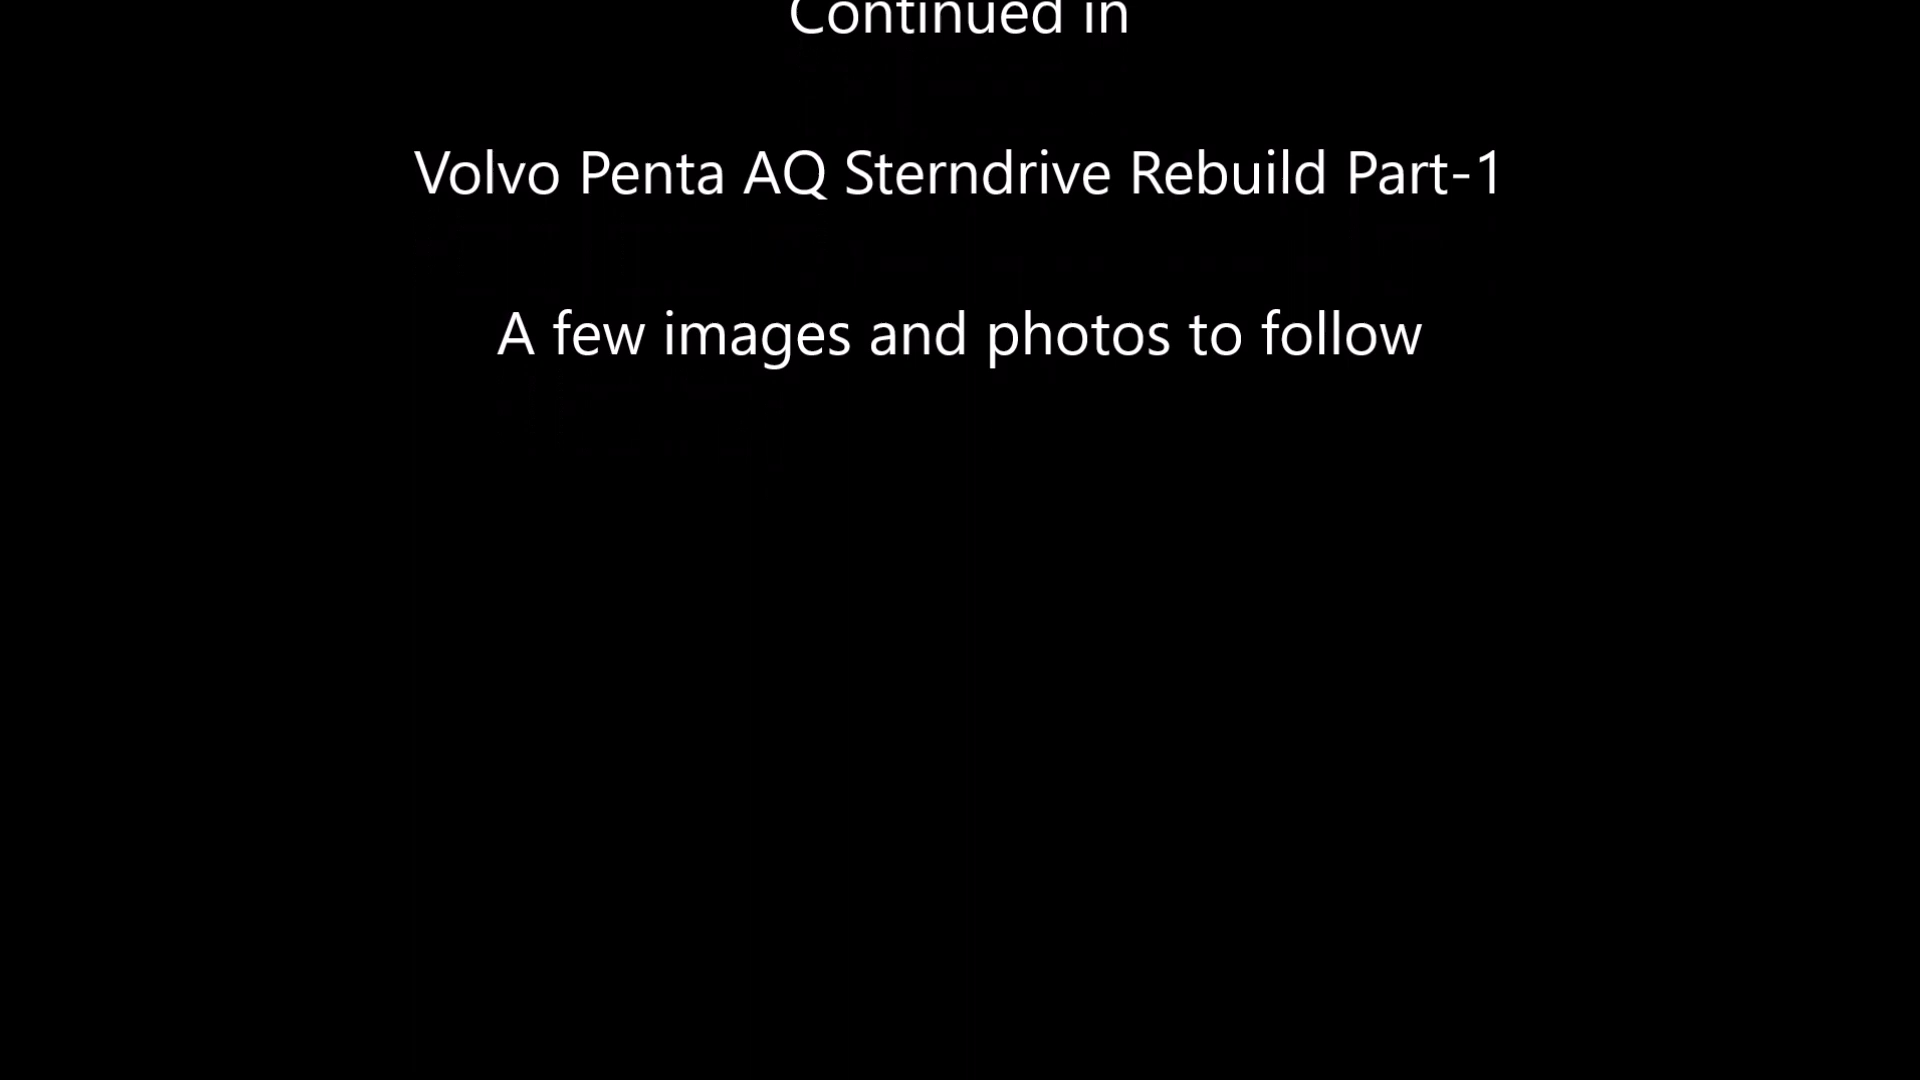 Continued in
Volvo Penta AQ Sterndrive Rebuild Part-1
A few images and photos to follow